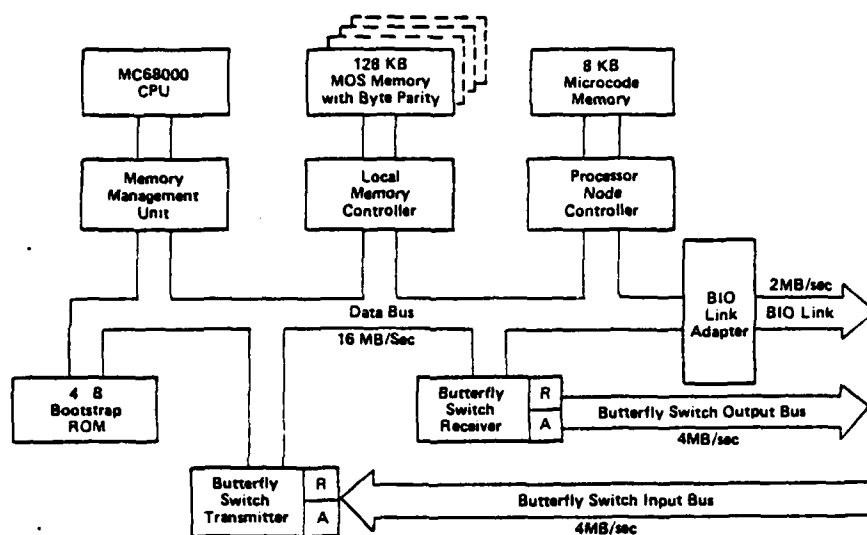 MC68000
CPU
128 KB
MOS Memory
with Byte Parity
8 KB
Microcode
Memory
Memory
Management
Unit
Local
Memory
Controller
Processor
Node
Controller
BIO
Link
Adapter
2MB/sec
BIO Link
Data Bus
16 MB/Sec
4 B
Bootstrap
ROM
Butterfly
Switch
Receiver
R
A
Butterfly Switch Output Bus
4MB/sec
Butterfly
Switch
Transmitter
R
A
Butterfly Switch Input Bus
4MB/sec